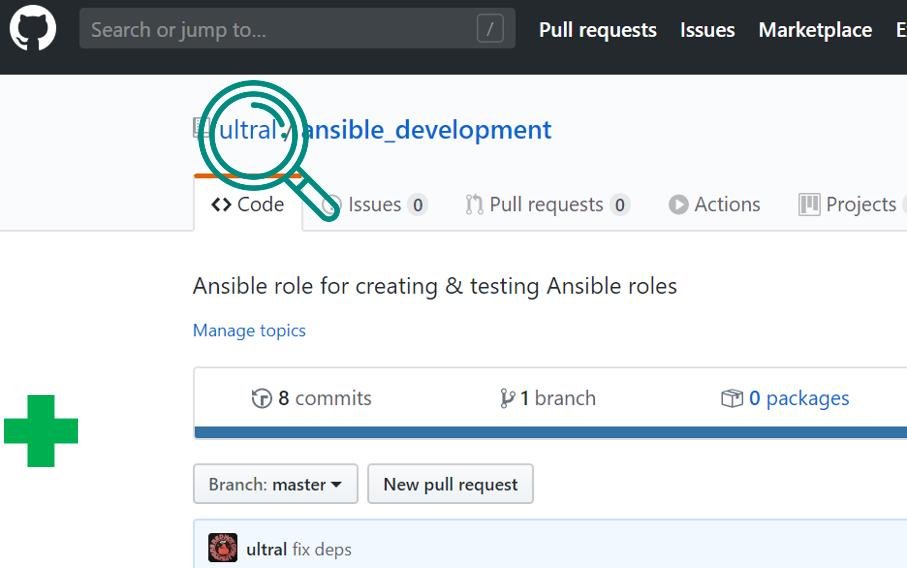 Search or jump to... / Pull requests Issues Marketplace E
ultral / ansible_development
Code Issues 0 Pull requests 0 Actions Projects
Ansible role for creating & testing Ansible roles
Manage topics
8 commits 1 branch 0 packages
Branch: master New pull request
ultral fix deps